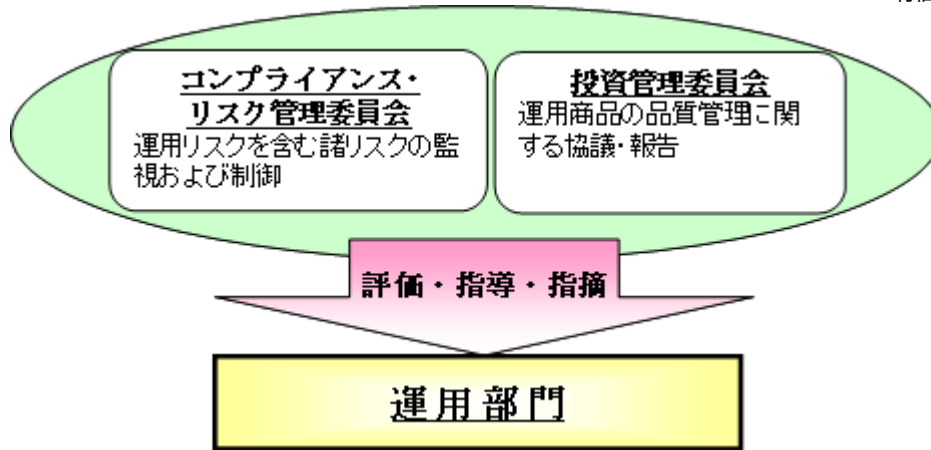 コンプライアンス・
リスク管理委員会
運用リスクを含む諸リスクの監
視および制御
投資管理委員会
運用商品の品質管理に関
する協議・報告
評価・指導・指摘
運用部門